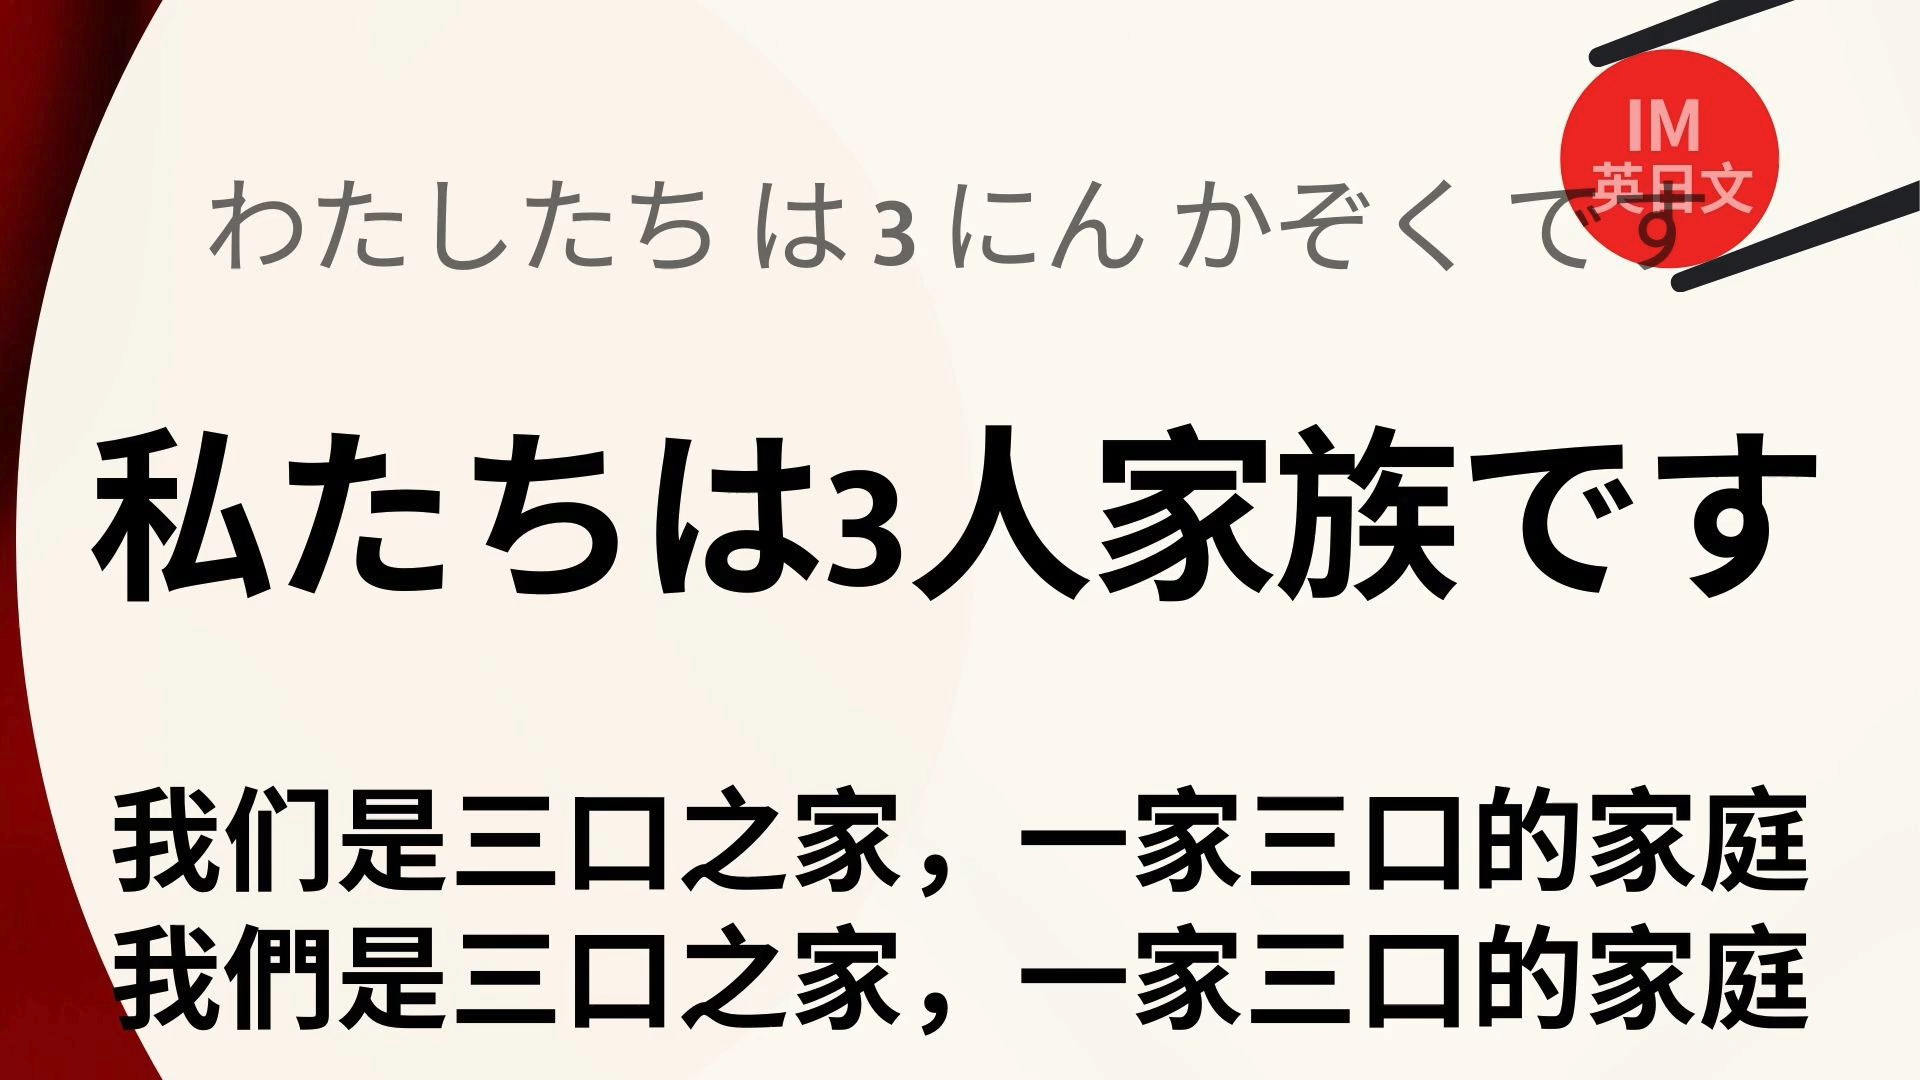 IM
英日文
わたしたち は 3 にん かぞく です
私たちは3人家族です
我们是三口之家，一家三口的家庭
我們是三口之家，一家三口的家庭